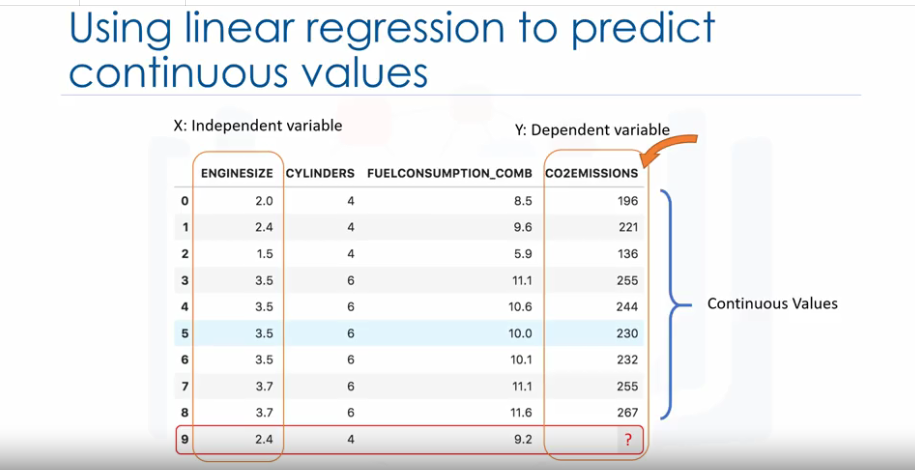 Using linear regression to predict
continuous values
X: Independent variable
Y: Dependent variable
ENGINESIZE CYLINDERS FUELCONSUMPTION_COMB CO2EMISSIONS
0 2.0 4 8.5 196
1 2.4 4 9.6 221
2 1.5 4 5.9 136
3 3.5 6 11.1 255
4 3.5 6 10.6 244
5 3.5 6 10.0 230
6 3.5 6 10.1 232
7 3.7 6 11.1 255
8 3.7 6 11.6 267
9 2.4 4 9.2 ?
Continuous Values